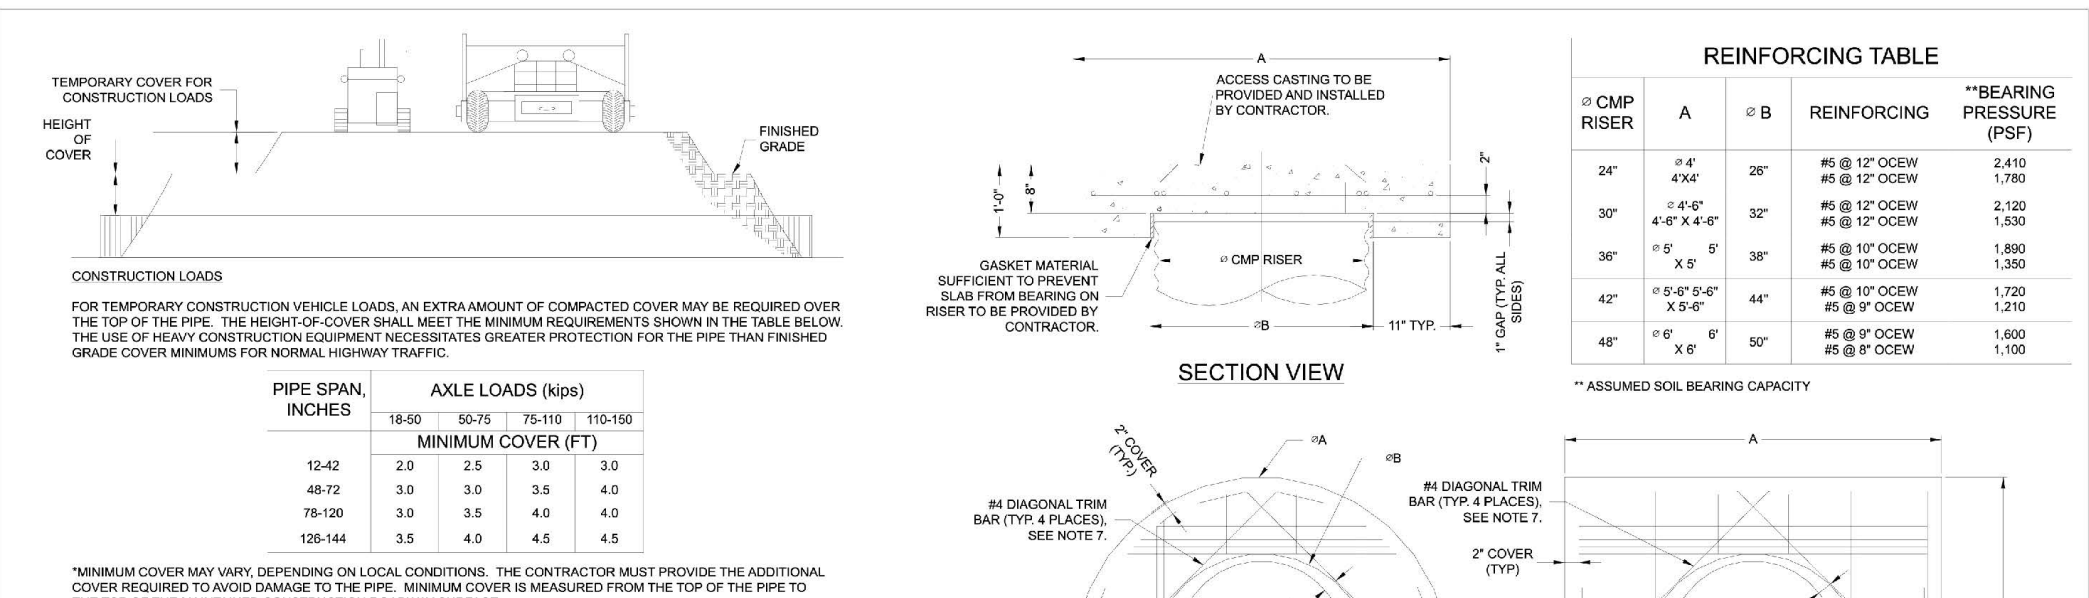 TEMPORARY COVER FOR
CONSTRUCTION LOADS
HEIGHT
OF
COVER
FINISHED
GRADE
CONSTRUCTION LOADS
FOR TEMPORARY CONSTRUCTION VEHICLE LOADS, AN EXTRA AMOUNT OF COMPACTED COVER MAY BE REQUIRED OVER
THE TOP OF THE PIPE. THE HEIGHT-OF-COVER SHALL MEET THE MINIMUM REQUIREMENTS SHOWN IN THE TABLE BELOW.
THE USE OF HEAVY CONSTRUCTION EQUIPMENT NECESSITATES GREATER PROTECTION FOR THE PIPE THAN FINISHED
GRADE COVER MINIMUMS FOR NORMAL HIGHWAY TRAFFIC.
PIPE SPAN,
INCHES
AXLE LOADS (kips)
18-50 50-75 75-110 110-150
MINIMUM COVER (FT)
12-42 2.0 2.5 3.0 3.0
48-72 3.0 3.0 3.5 4.0
78-120 3.0 3.5 4.0 4.0
126-144 3.5 4.0 4.5 4.5
*MINIMUM COVER MAY VARY, DEPENDING ON LOCAL CONDITIONS. THE CONTRACTOR MUST PROVIDE THE ADDITIONAL
COVER REQUIRED TO AVOID DAMAGE TO THE PIPE. MINIMUM COVER IS MEASURED FROM THE TOP OF THE PIPE TO
A
ACCESS CASTING TO BE
PROVIDED AND INSTALLED
BY CONTRACTOR.
1'-0"
8"
2"
GASKET MATERIAL
SUFFICIENT TO PREVENT
SLAB FROM BEARING ON
RISER TO BE PROVIDED BY
CONTRACTOR.
⌀ CMP RISER
⌀B
11" TYP.
1" GAP (TYP. ALL
SIDES)
SECTION VIEW
REINFORCING TABLE
⌀ CMP
RISER
A
⌀ B
REINFORCING
**BEARING
PRESSURE
(PSF)
24" ⌀ 4' 26" #5 @ 12" OCEW 2,410
4'X4' #5 @ 12" OCEW 1,780
30" ⌀ 4'-6" 32" #5 @ 12" OCEW 2,120
4'-6" X 4'-6" #5 @ 12" OCEW 1,530
36" ⌀ 5' 5' 38" #5 @ 10" OCEW 1,890
X 5' #5 @ 10" OCEW 1,350
42" ⌀ 5'-6" 5'-6" 44" #5 @ 10" OCEW 1,720
X 5'-6" #5 @ 9" OCEW 1,210
48" ⌀ 6' 6' 50" #5 @ 9" OCEW 1,600
X 6' #5 @ 8" OCEW 1,100
** ASSUMED SOIL BEARING CAPACITY
2" COVER
(TYP.)
⌀A
⌀B
#4 DIAGONAL TRIM
BAR (TYP. 4 PLACES),
SEE NOTE 7.
A
#4 DIAGONAL TRIM
BAR (TYP. 4 PLACES),
SEE NOTE 7.
2" COVER
(TYP)